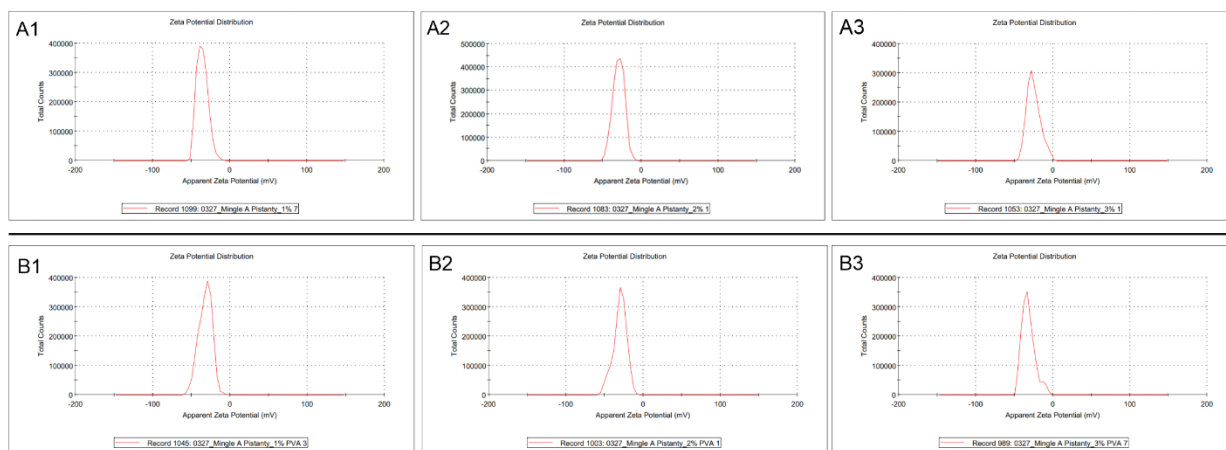 A1
Zeta Potential Distribution
400000
300000
200000
100000
0
Total Counts
-200 -100 0 100 200
Apparent Zeta Potential (mV)
Record 1099: 0327_Mingle A Pistanty_1% 7
A2
Zeta Potential Distribution
500000
400000
300000
200000
100000
0
Total Counts
-200 -100 0 100 200
Apparent Zeta Potential (mV)
Record 1083: 0327_Mingle A Pistanty_2% 1
A3
Zeta Potential Distribution
400000
300000
200000
100000
0
Total Counts
-200 -100 0 100 200
Apparent Zeta Potential (mV)
Record 1053: 0327_Mingle A Pistanty_3% 1
B1
Zeta Potential Distribution
400000
300000
200000
100000
0
Total Counts
-200 -100 0 100 200
Apparent Zeta Potential (mV)
Record 1045: 0327_Mingle A Pistanty_1% PVA 3
B2
Zeta Potential Distribution
400000
300000
200000
100000
0
Total Counts
-200 -100 0 100 200
Apparent Zeta Potential (mV)
Record 1003: 0327_Mingle A Pistanty_2% PVA 1
B3
Zeta Potential Distribution
400000
300000
200000
100000
0
Total Counts
-200 -100 0 100 200
Apparent Zeta Potential (mV)
Record 989: 0327_Mingle A Pistanty_3% PVA 7